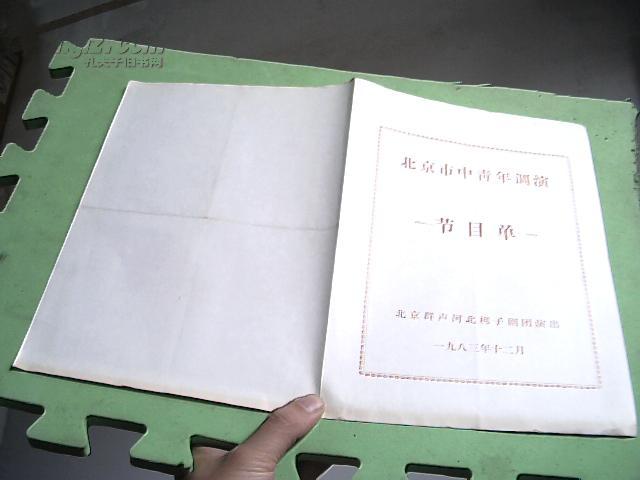 孔夫子旧书网
北京市中青年调演
—节目单—
北京群声河北梆子剧团演出
一九八三年十二月